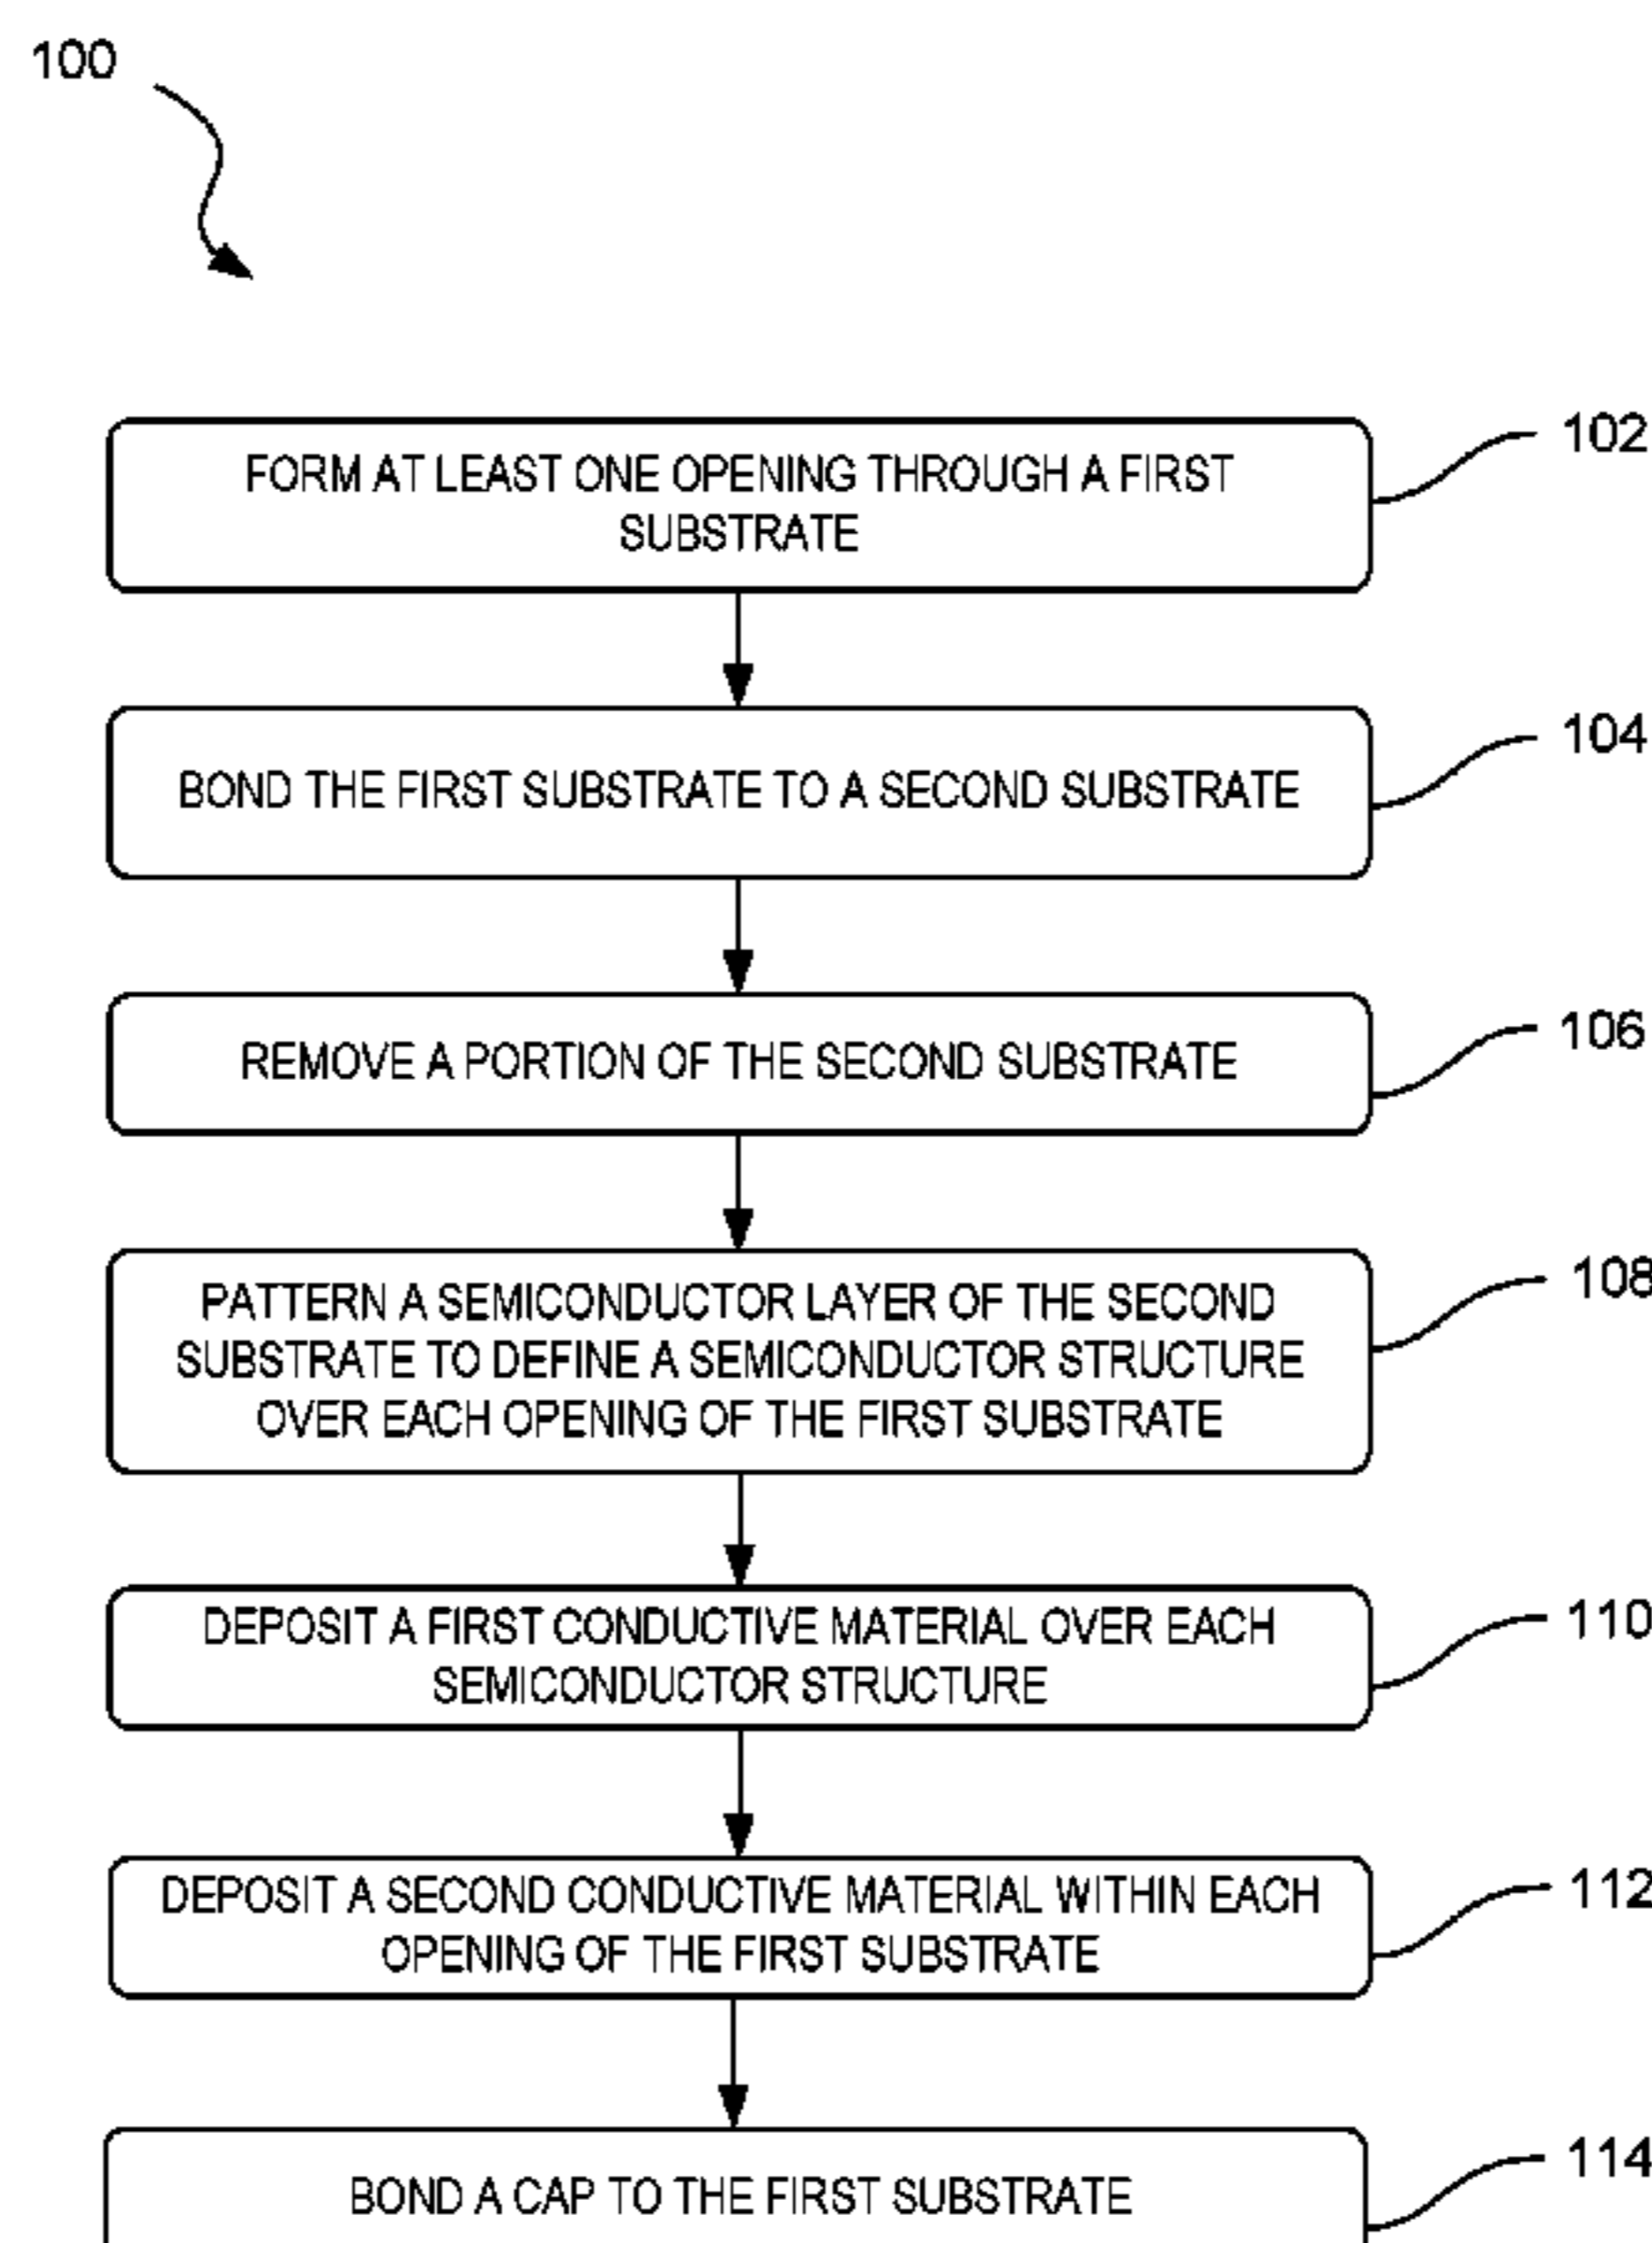 100
FORM AT LEAST ONE OPENING THROUGH A FIRST
SUBSTRATE
102
BOND THE FIRST SUBSTRATE TO A SECOND SUBSTRATE
104
REMOVE A PORTION OF THE SECOND SUBSTRATE
106
PATTERN A SEMICONDUCTOR LAYER OF THE SECOND
SUBSTRATE TO DEFINE A SEMICONDUCTOR STRUCTURE
OVER EACH OPENING OF THE FIRST SUBSTRATE
108
DEPOSIT A FIRST CONDUCTIVE MATERIAL OVER EACH
SEMICONDUCTOR STRUCTURE
110
DEPOSIT A SECOND CONDUCTIVE MATERIAL WITHIN EACH
OPENING OF THE FIRST SUBSTRATE
112
BOND A CAP TO THE FIRST SUBSTRATE
114